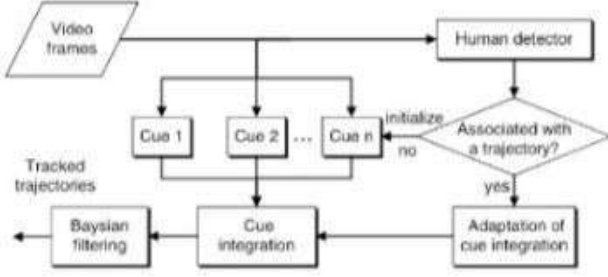 Video
frames
Human detector
Cue 1
Cue 2
...
Cue n
initialize
no
Associated with
a trajectory?
yes
Tracked
trajectories
Baysian
filtering
Cue
integration
Adaptation of
cue integration